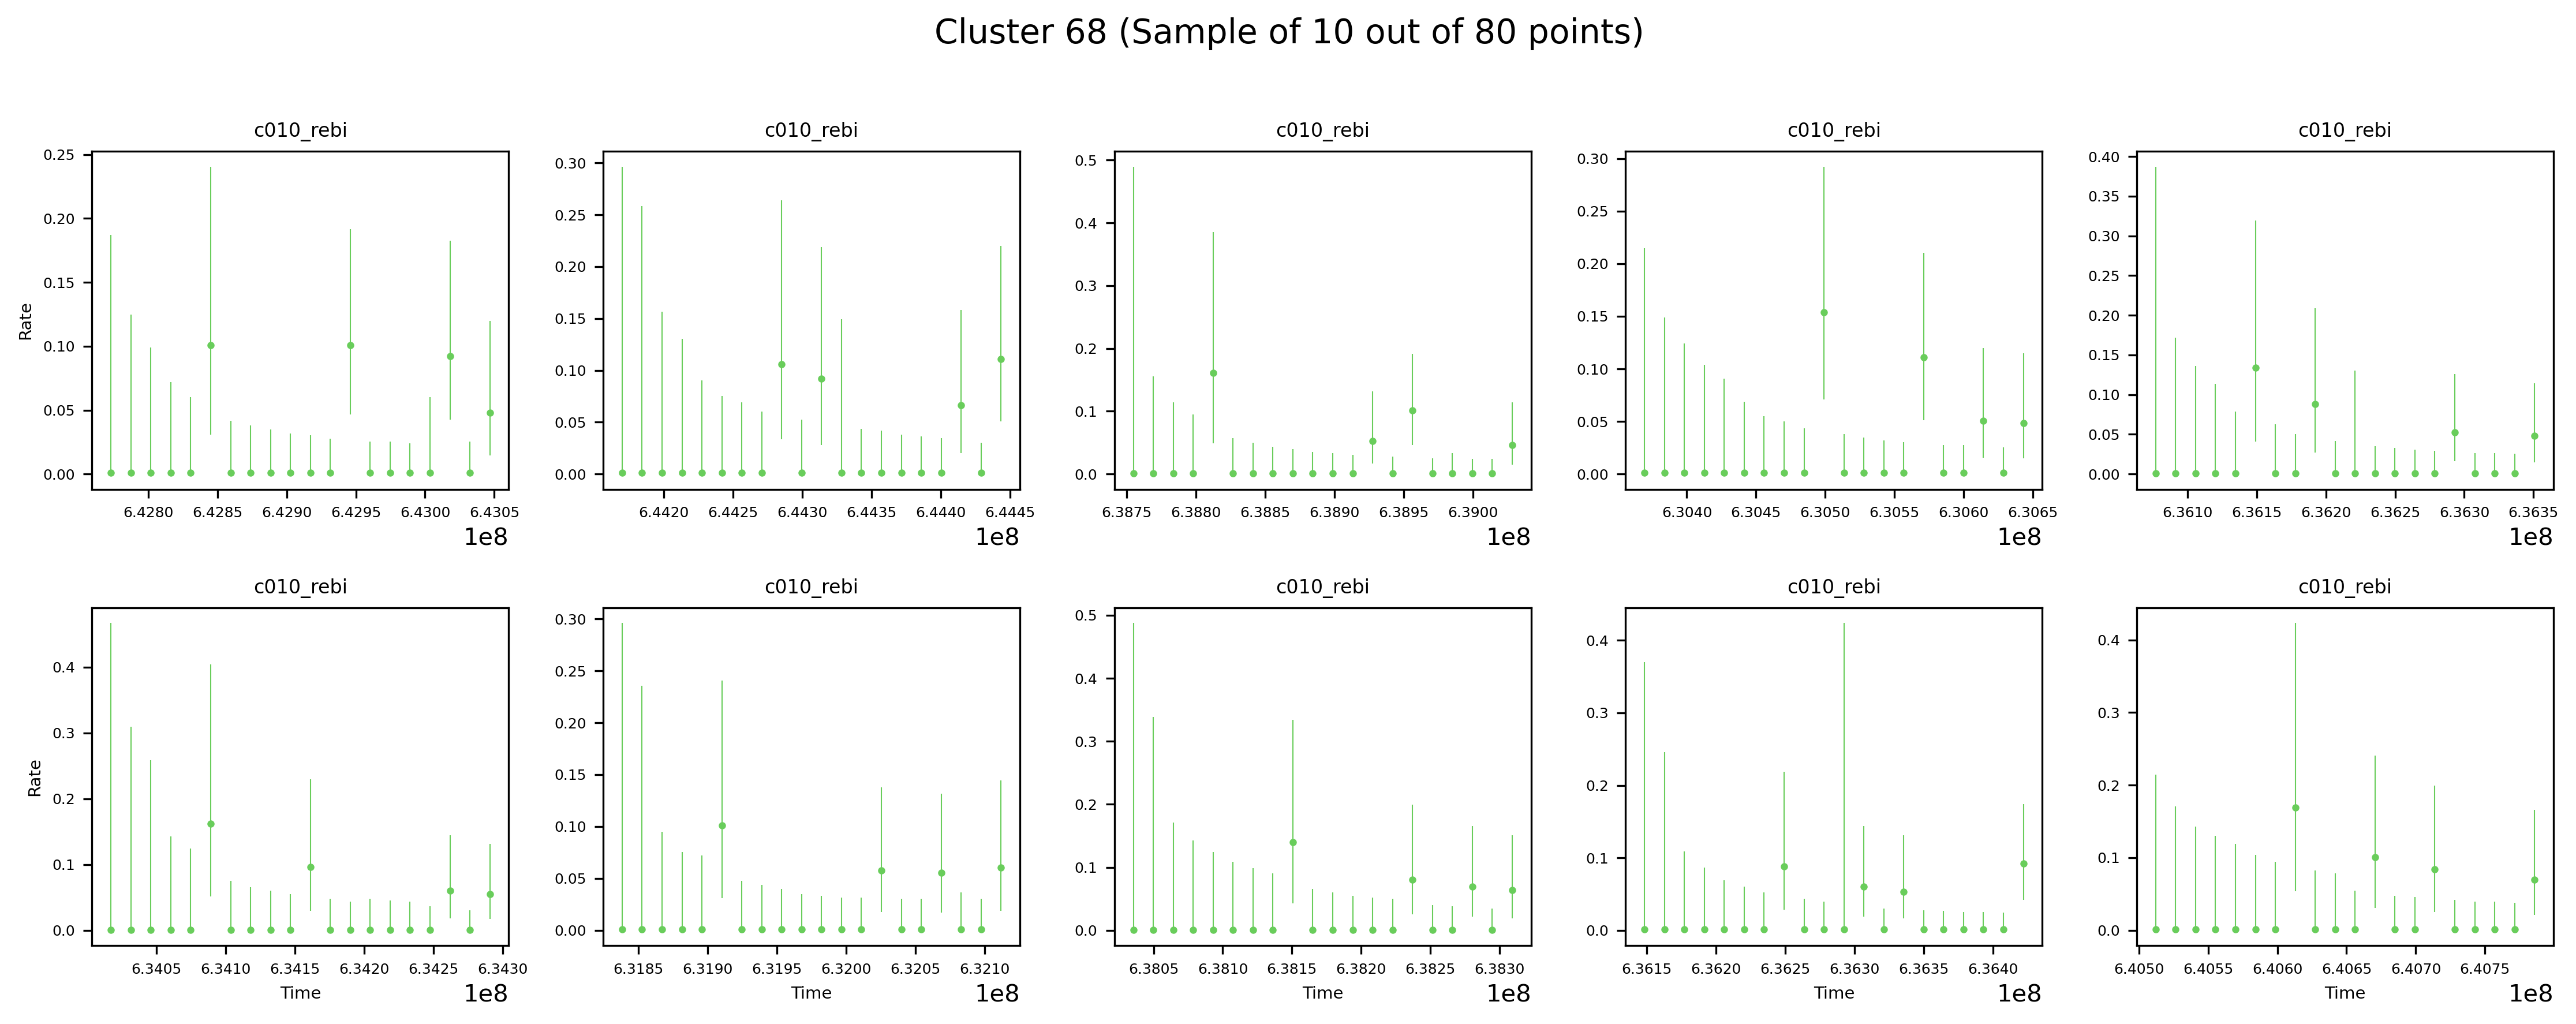 Cluster 68 (Sample of 10 out of 80 points)
c010_rebi c010_rebi c010_rebi c010_rebi c010_rebi
Rate
0.25 0.20 0.15 0.10 0.05 0.00
6.4280 6.4285 6.4290 6.4295 6.4300 6.4305
1e8
0.30 0.25 0.20 0.15 0.10 0.05 0.00
6.4420 6.4425 6.4430 6.4435 6.4440 6.4445
1e8
0.5 0.4 0.3 0.2 0.1 0.0
6.3875 6.3880 6.3885 6.3890 6.3895 6.3900
1e8
0.30 0.25 0.20 0.15 0.10 0.05 0.00
6.3040 6.3045 6.3050 6.3055 6.3060 6.3065
1e8
0.40 0.35 0.30 0.25 0.20 0.15 0.10 0.05 0.00
6.3610 6.3615 6.3620 6.3625 6.3630 6.3635
1e8
c010_rebi c010_rebi c010_rebi c010_rebi c010_rebi
Rate
0.4 0.3 0.2 0.1 0.0
6.3405 6.3410 6.3415 6.3420 6.3425 6.3430
Time
1e8
0.30 0.25 0.20 0.15 0.10 0.05 0.00
6.3185 6.3190 6.3195 6.3200 6.3205 6.3210
Time
1e8
0.5 0.4 0.3 0.2 0.1 0.0
6.3805 6.3810 6.3815 6.3820 6.3825 6.3830
Time
1e8
0.4 0.3 0.2 0.1 0.0
6.3615 6.3620 6.3625 6.3630 6.3635 6.3640
Time
1e8
0.4 0.3 0.2 0.1 0.0
6.4050 6.4055 6.4060 6.4065 6.4070 6.4075
Time
1e8